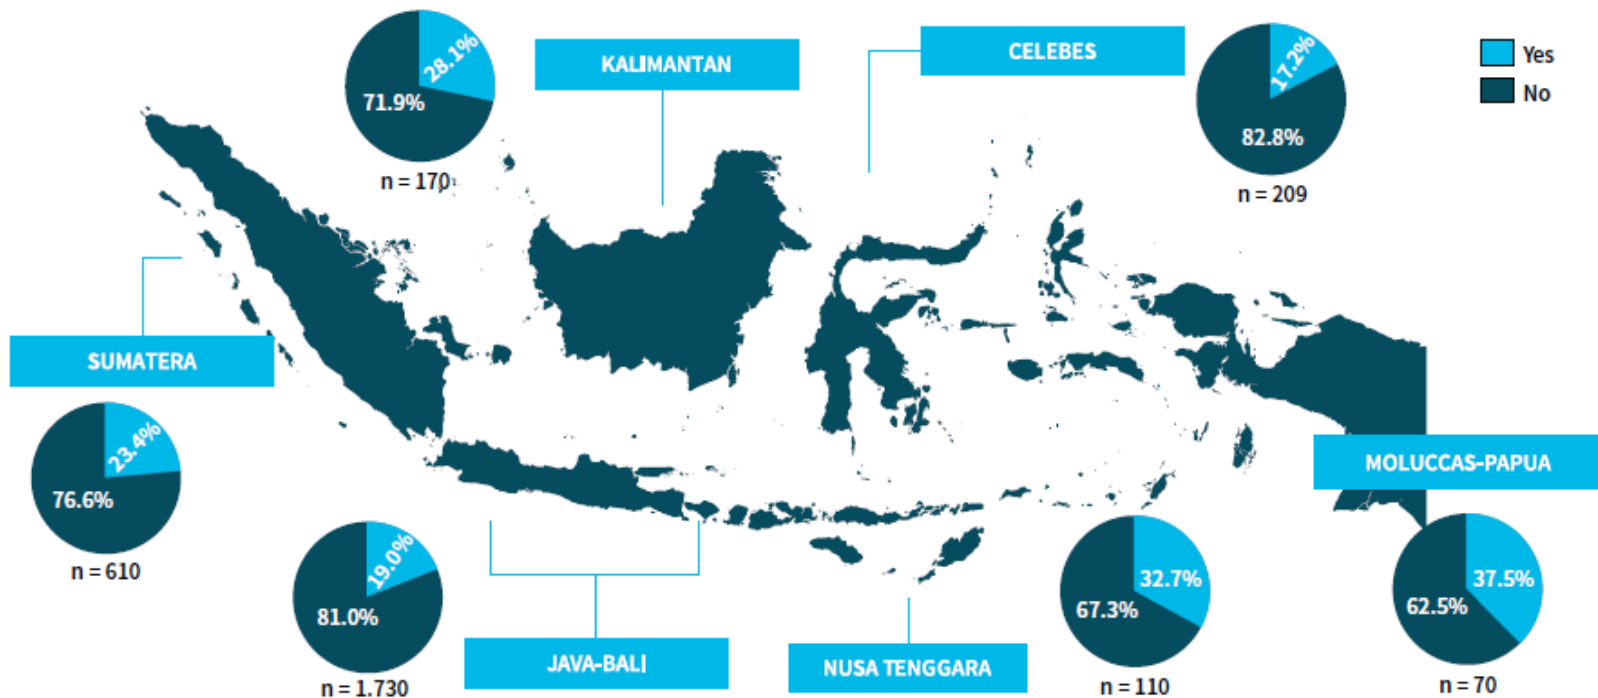 28.1%
71.9%
n = 170
KALIMANTAN
CELEBES
17.2%
82.8%
n = 209
Yes
No
SUMATERA
23.4%
76.6%
n = 610
19.0%
81.0%
n = 1.730
JAVA-BALI
NUSA TENGGARA
32.7%
67.3%
n = 110
MOLUCCAS-PAPUA
37.5%
62.5%
n = 70